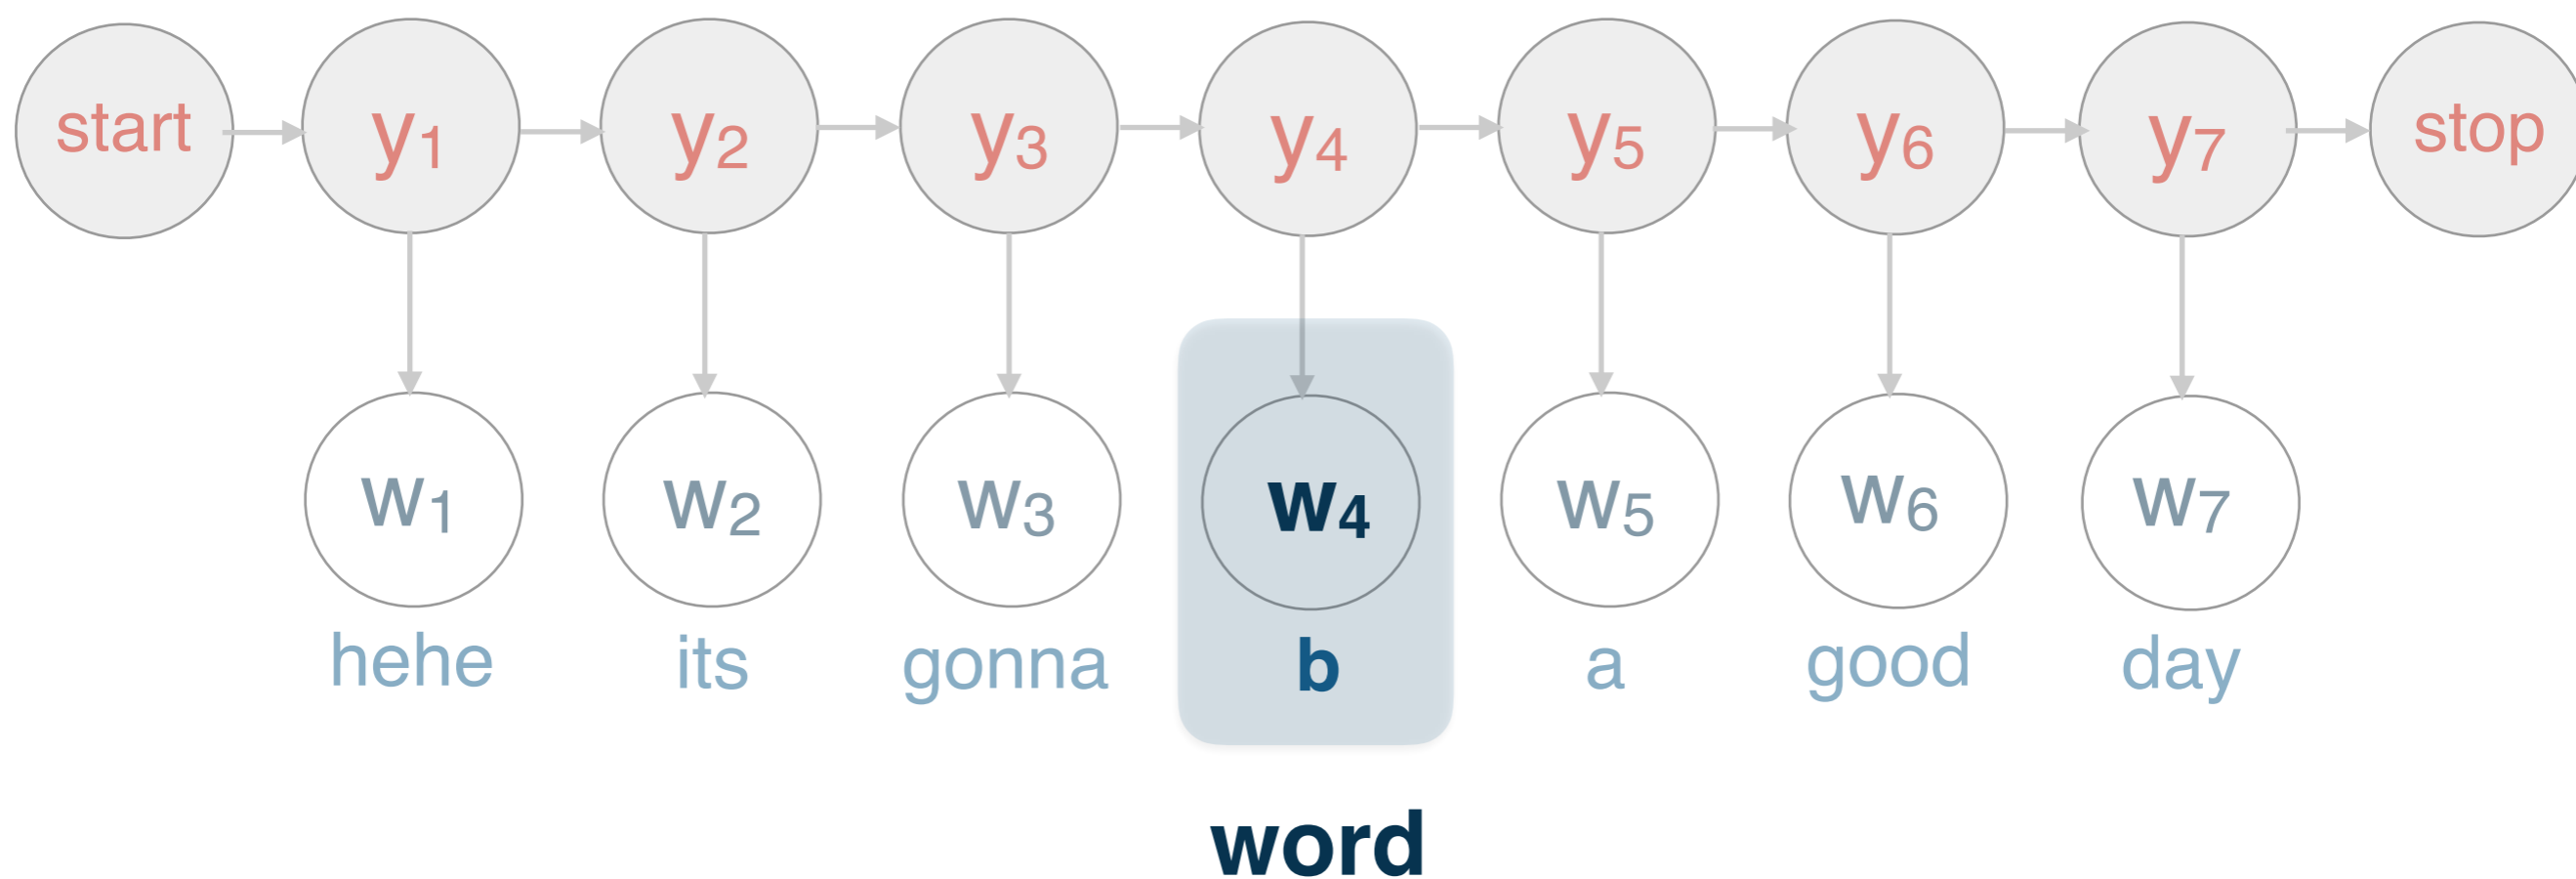 start y1 y2 y3 y4 y5 y6 y7 stop
w1 w2 w3 w4 w5 w6 w7
hehe its gonna b a good day
word